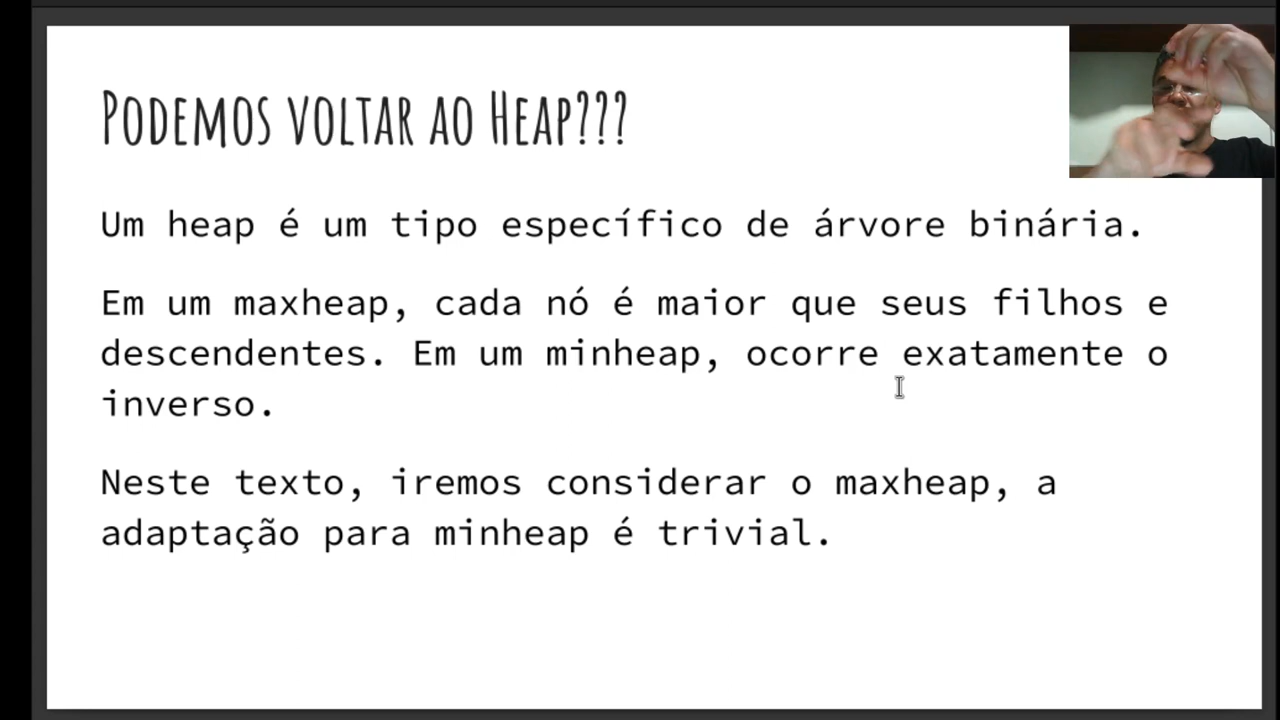 Podemos voltar ao Heap???
Um heap é um tipo específico de árvore binária.
Em um maxheap, cada nó é maior que seus filhos e
descendentes. Em um minheap, ocorre exatamente o
inverso.
Neste texto, iremos considerar o maxheap, a
adaptação para minheap é trivial.